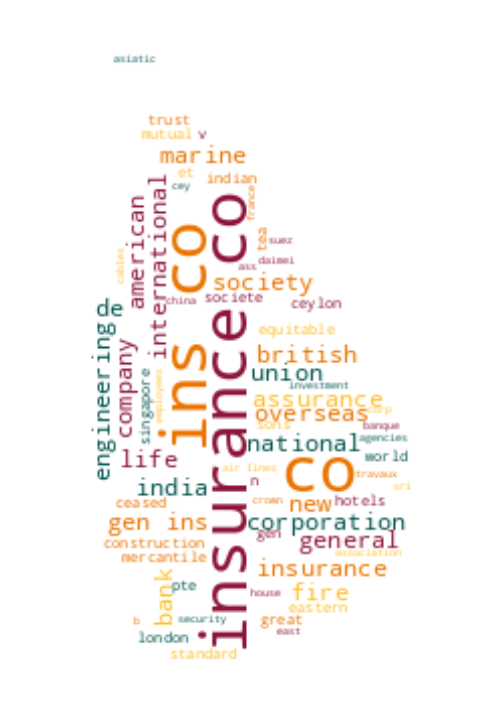 asiatic
trust
mutual v
marine
et
cey
indian
france
american
international
ins co
insurance co
tea
suez
daimei
ass
cables
society
china
societe
ceylon
de
engineering
company
singapore
employees
equitable
british
union
investment
assurance
corp
overseas
sons
banque
national
agencies
life
world
air lines
co
travaux
india
n
sri
ceased
crown
new
hotels
gen ins
corporation
gen
general
construction
association
mercantile
insurance
bank
pte
house
fire
eastern
b
security
great
london
east
standard